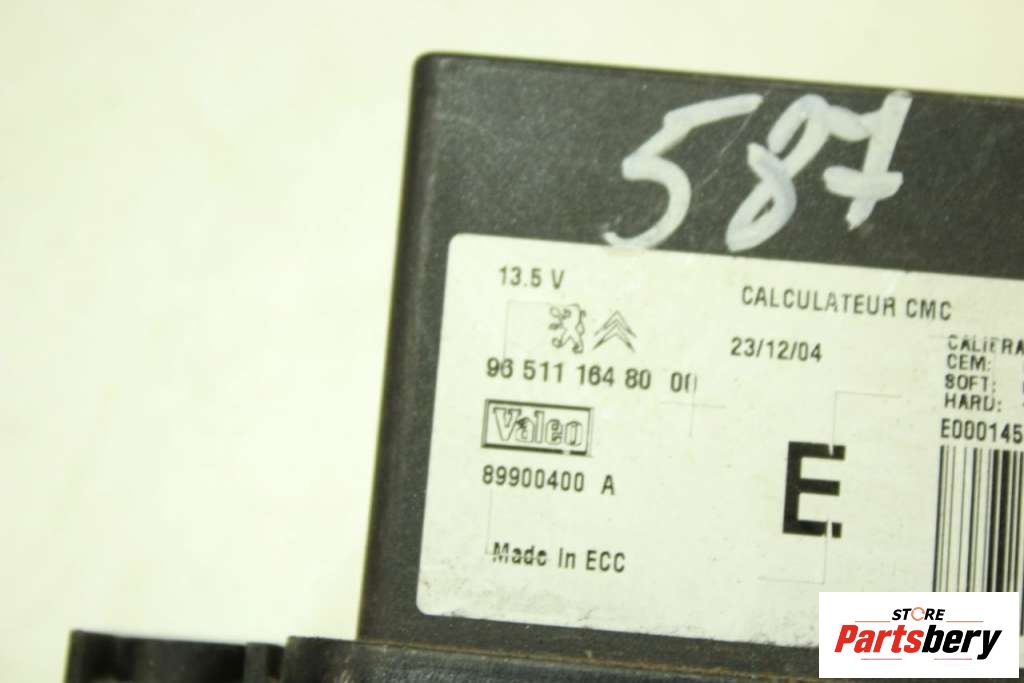 587
13.5 V
CALCULATEUR CMC
23/12/04
96 511 164 80 00
Valeo
89900400 A
E
Made In ECC
CALIBRA
CEM:
SOFT:
HARD:
E000145
STORE
Partsbery